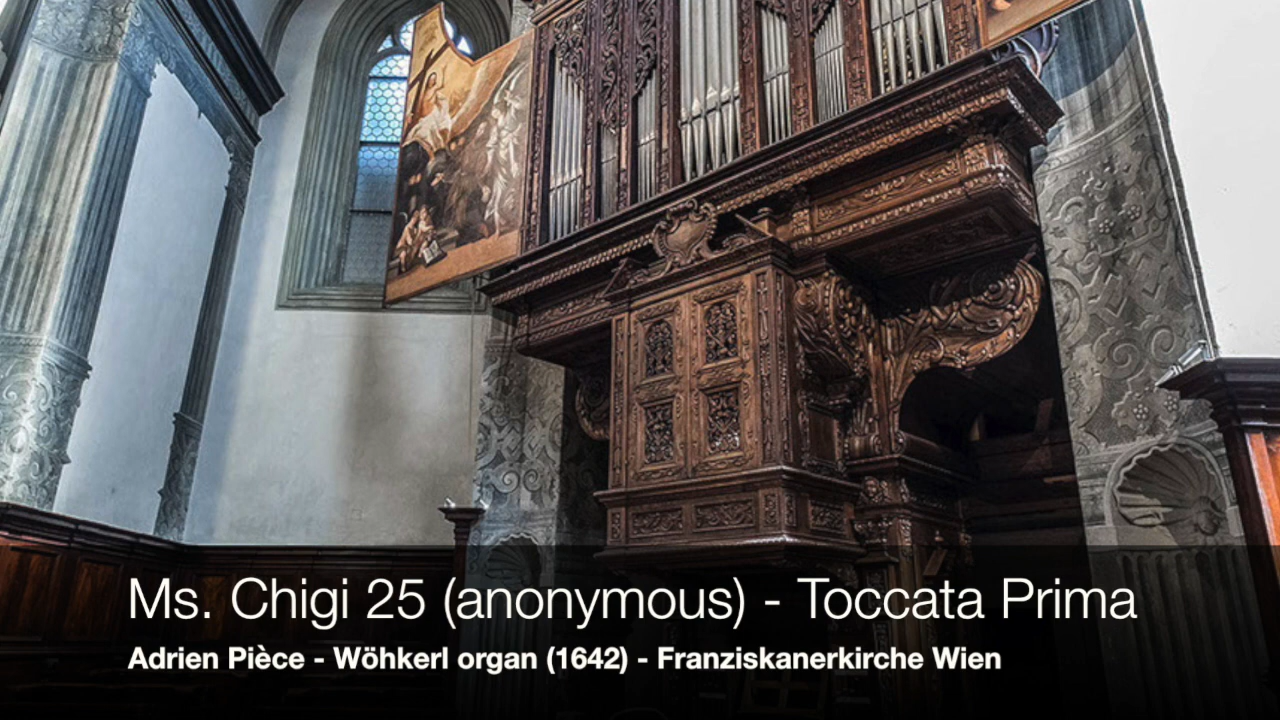 Ms. Chigi 25 (anonymous) - Toccata Prima
Adrien Pièce - Wöhkerl organ (1642) - Franziskanerkirche Wien